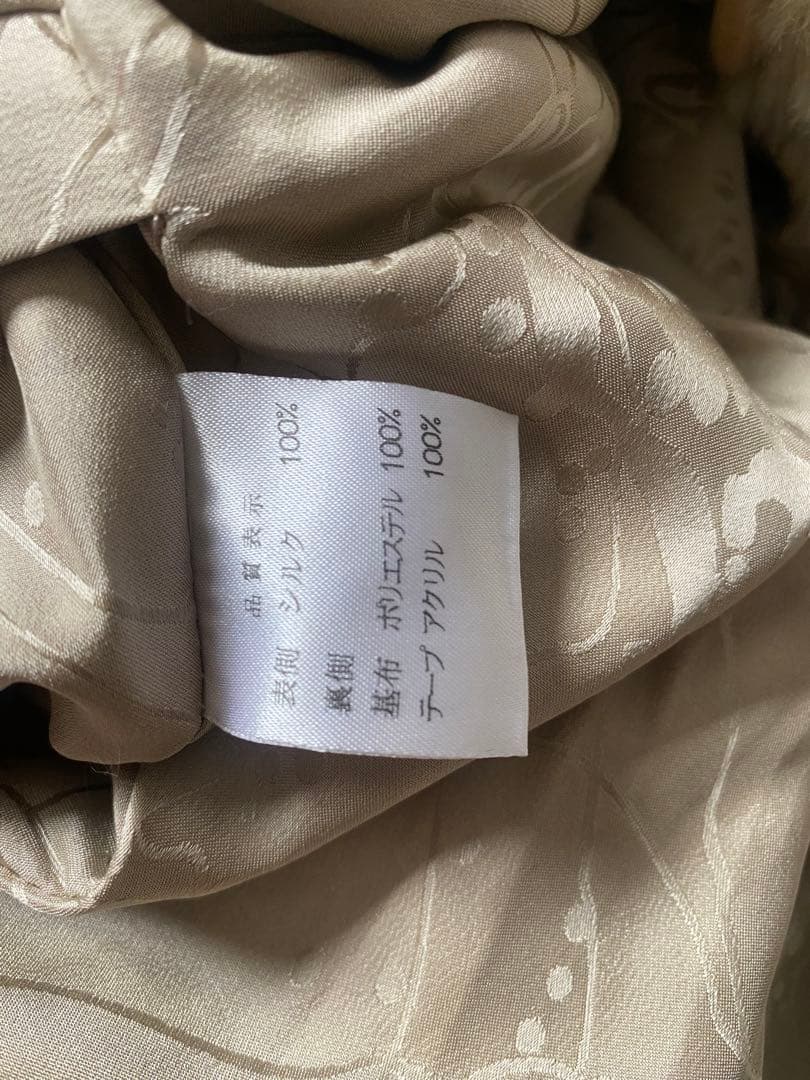 品質表示
表側 シルク 100%
裏側
基布 ポリエステル 100%
テープ アクリル 100%